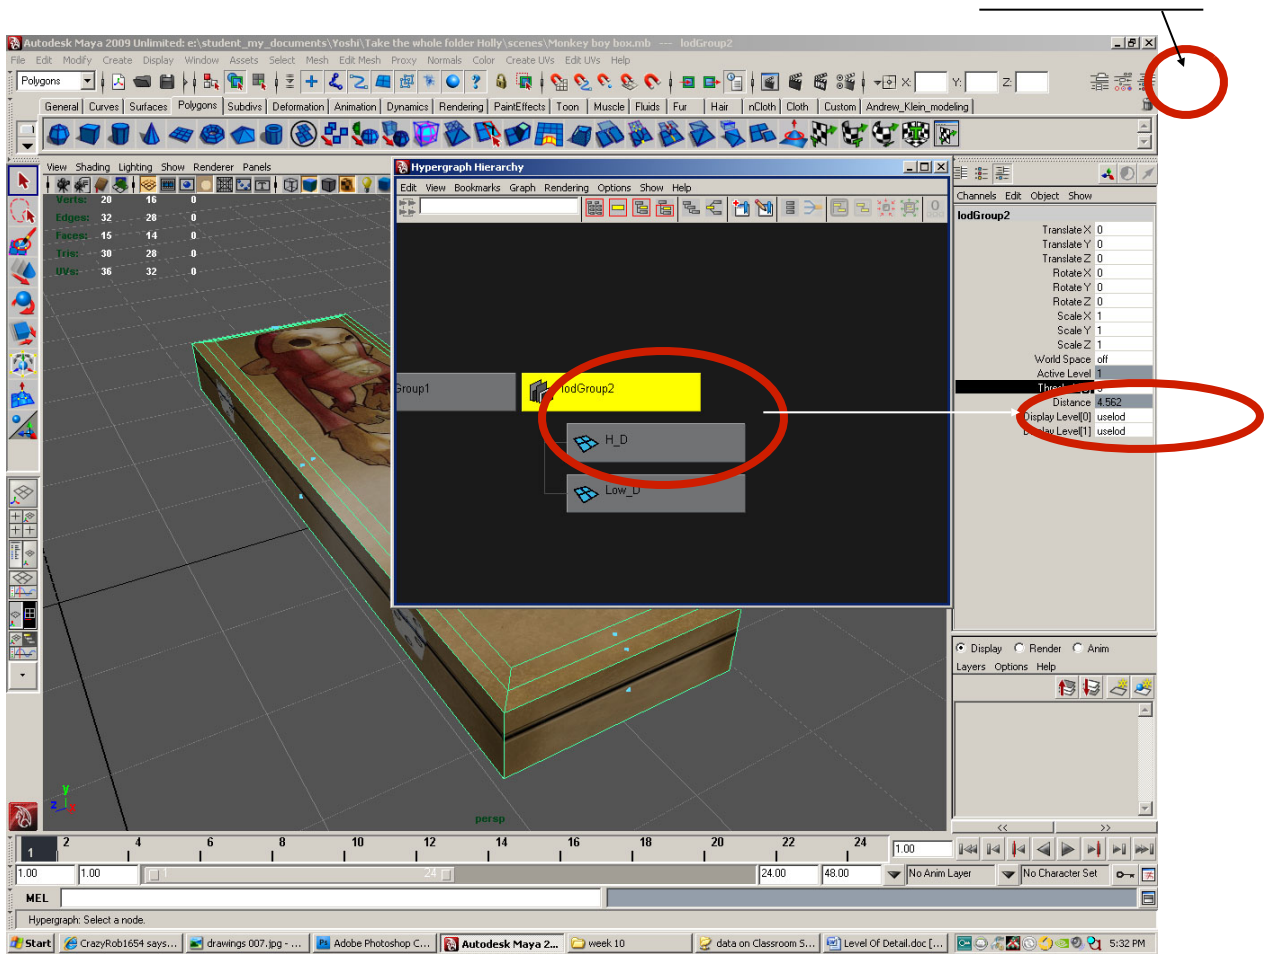 Autodesk Maya 2009 Unlimited: e:\student_my_documents\Yoshi\Take the whole folder Holly\scenes\Monkey boy box.mb --- lodGroup2
File Edit Modify Create Display Window Assets Select Mesh Edit Mesh Proxy Normals Color Create UVs Edit UVs Help
Polygons X: Y: Z:
General Curves Surfaces Polygons Subdivs Deformation Animation Dynamics Rendering PaintEffects Toon Muscle Fluids Fur Hair nCloth Cloth Custom Andrew_Klein_modeling
View Shading Lighting Show Renderer Panels
Verts: 20 16 0
Edges: 32 28 0
Faces: 15 14 0
Tris: 30 28 0
UVs: 36 32 0
Hypergraph Hierarchy
Edit View Bookmarks Graph Rendering Options Show Help
Group1
lodGroup2
H_D
Low_D
Channels Edit Object Show
lodGroup2
Translate X 0
Translate Y 0
Translate Z 0
Rotate X 0
Rotate Y 0
Rotate Z 0
Scale X 1
Scale Y 1
Scale Z 1
World Space off
Active Level 1
Distance 4.562
Display Level[0] uselod
Display Level[1] uselod
Display Render Anim
Layers Options Help
<< >>
persp
y
z x
1 2 4 6 8 10 12 14 16 18 20 22 24 1.00
1.00 1.00 1 24 24.00 48.00 No Anim Layer No Character Set
MEL
Hypergraph: Select a node.
Start CrazyRob1654 says... drawings 007.jpg - ... Adobe Photoshop C... Autodesk Maya 2... week 10 data on Classroom S... Level Of Detail.doc [... 5:32 PM